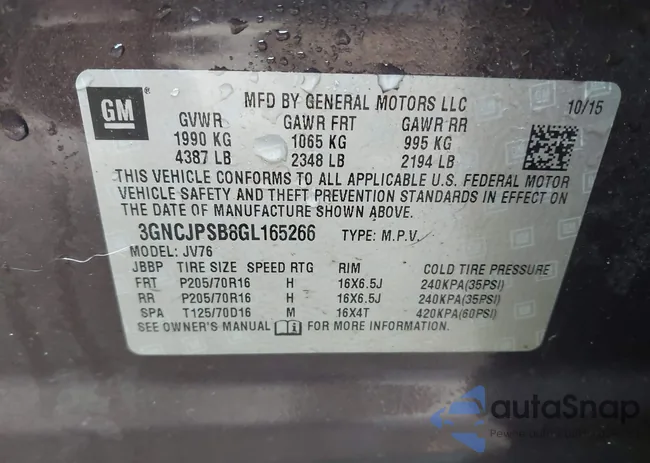 GM
MFD BY GENERAL MOTORS LLC 10/15
GVWR GAWR FRT GAWR RR
1990 KG 1065 KG 995 KG
4387 LB 2348 LB 2194 LB
THIS VEHICLE CONFORMS TO ALL APPLICABLE U.S. FEDERAL MOTOR
VEHICLE SAFETY AND THEFT PREVENTION STANDARDS IN EFFECT ON THE
DATE OF MANUFACTURE SHOWN ABOVE.
3GNCJPSB8GL165266 TYPE: M.P.V.
MODEL: JV76
JBBP TIRE SIZE SPEED RTG RIM COLD TIRE PRESSURE
FRT P205/70R16 H 16X6.5J 240KPA(35PSI)
RR P205/70R16 H 16X6.5J 240KPA(35PSI)
SPA T125/70D16 M 16X4T 420KPA(60PSI)
SEE OWNER'S MANUAL FOR MORE INFORMATION.
autaSnap